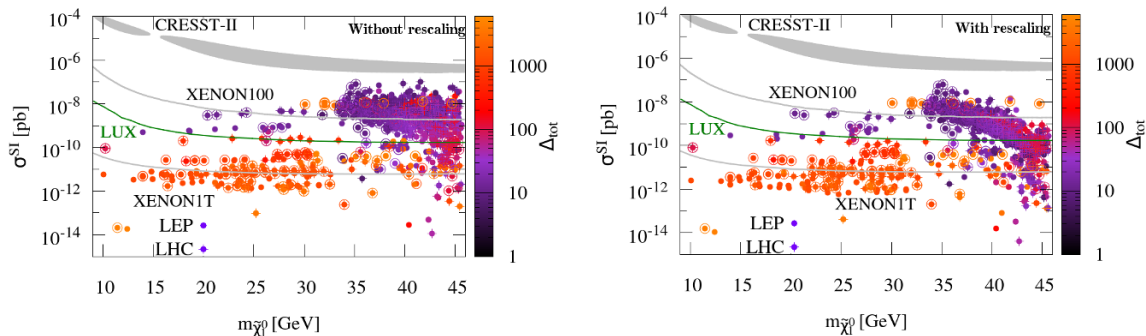 10⁻⁴
10⁻⁶
10⁻⁸
10⁻¹⁰
10⁻¹²
10⁻¹⁴
σ^SI [pb]
CRESST-II
Without rescaling
XENON100
LUX
XENON1T
LEP
LHC
10 15 20 25 30 35 40 45
m_χ̃₁⁰ [GeV]
1000
100
10
1
Δ_tot
10⁻⁴
10⁻⁶
10⁻⁸
10⁻¹⁰
10⁻¹²
10⁻¹⁴
σ^SI [pb]
CRESST-II
With rescaling
XENON100
LUX
XENON1T
LEP
LHC
10 15 20 25 30 35 40 45
m_χ̃₁⁰ [GeV]
1000
100
10
1
Δ_tot